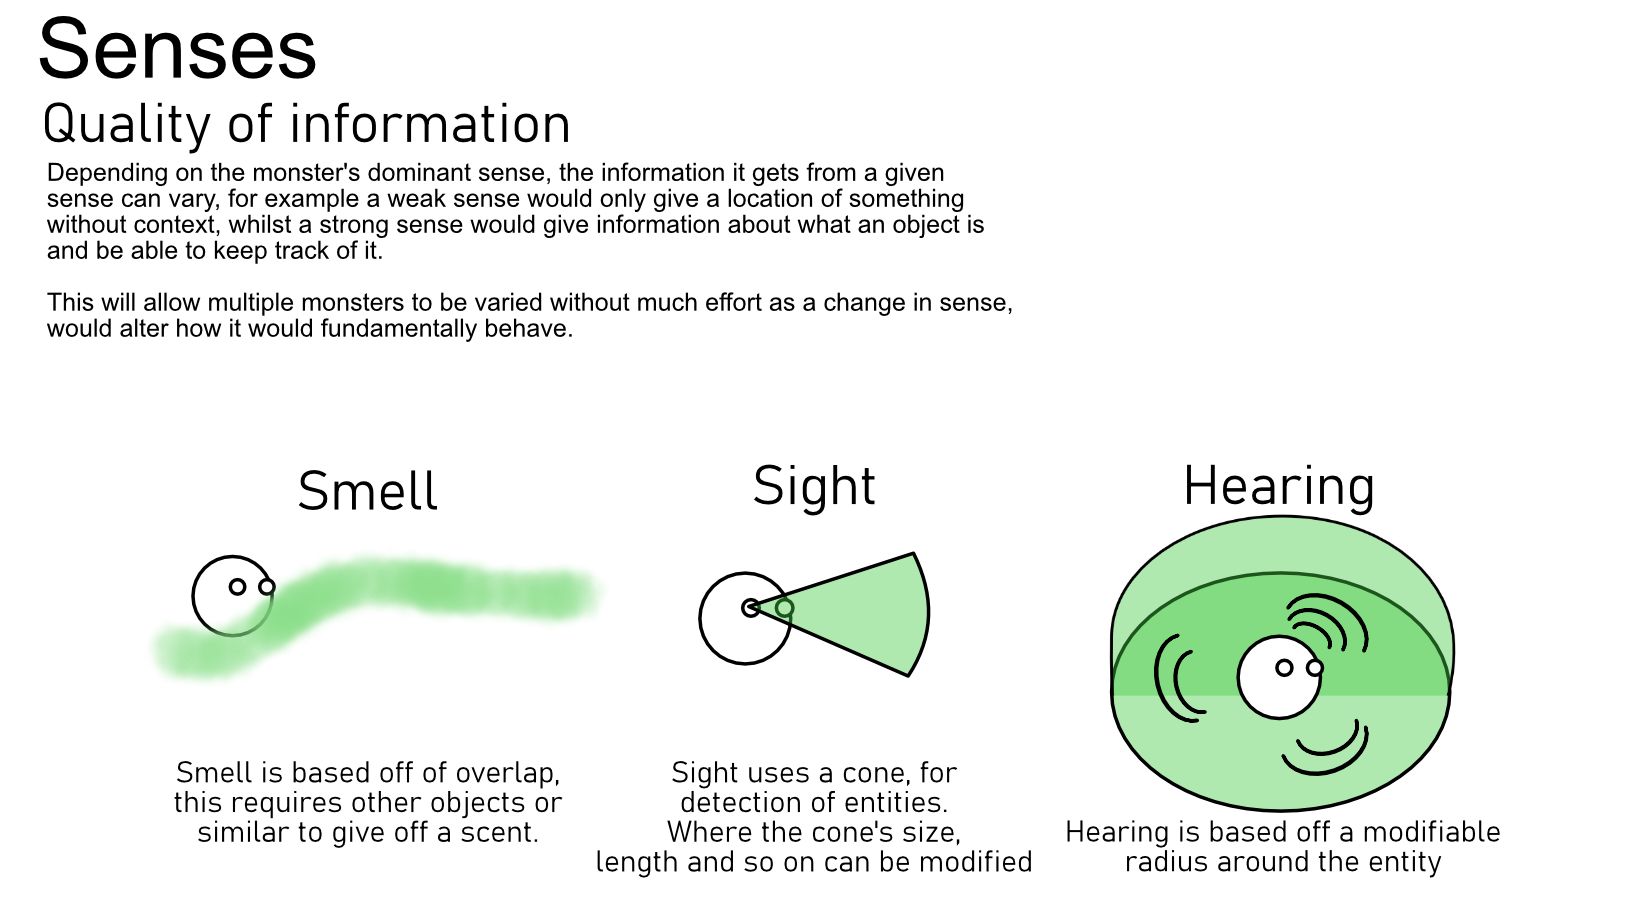 Senses
Quality of information
Depending on the monster's dominant sense, the information it gets from a given
sense can vary, for example a weak sense would only give a location of something
without context, whilst a strong sense would give information about what an object is
and be able to keep track of it.
This will allow multiple monsters to be varied without much effort as a change in sense,
would alter how it would fundamentally behave.
Smell
Smell is based off of overlap,
this requires other objects or
similar to give off a scent.
Sight
Sight uses a cone, for
detection of entities.
Where the cone's size,
length and so on can be modified
Hearing
Hearing is based off a modifiable
radius around the entity